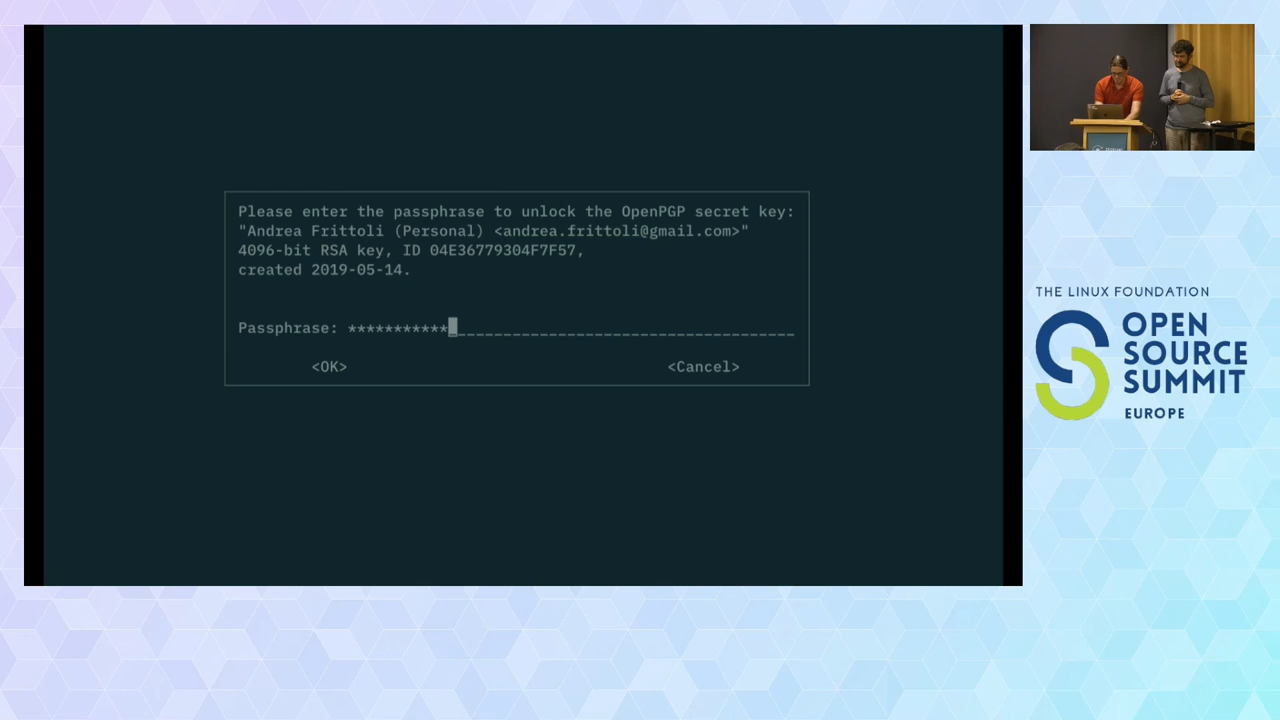 Please enter the passphrase to unlock the OpenPGP secret key:
"Andrea Frittoli (Personal) <andrea.frittoli@gmail.com>"
4096-bit RSA key, ID 04E36779304F7F57,
created 2019-05-14.
Passphrase: ***********
<OK> <Cancel>
THE LINUX FOUNDATION
OPEN
SOURCE
SUMMIT
EUROPE